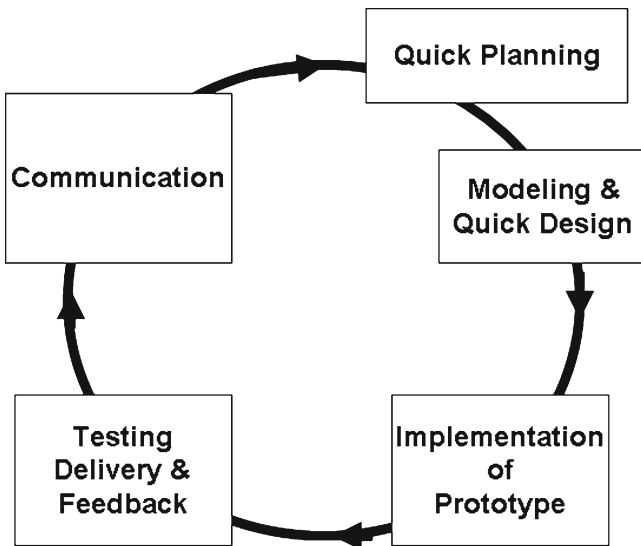 Quick Planning
Communication
Modeling &
Quick Design
Implementation
of
Prototype
Testing
Delivery &
Feedback